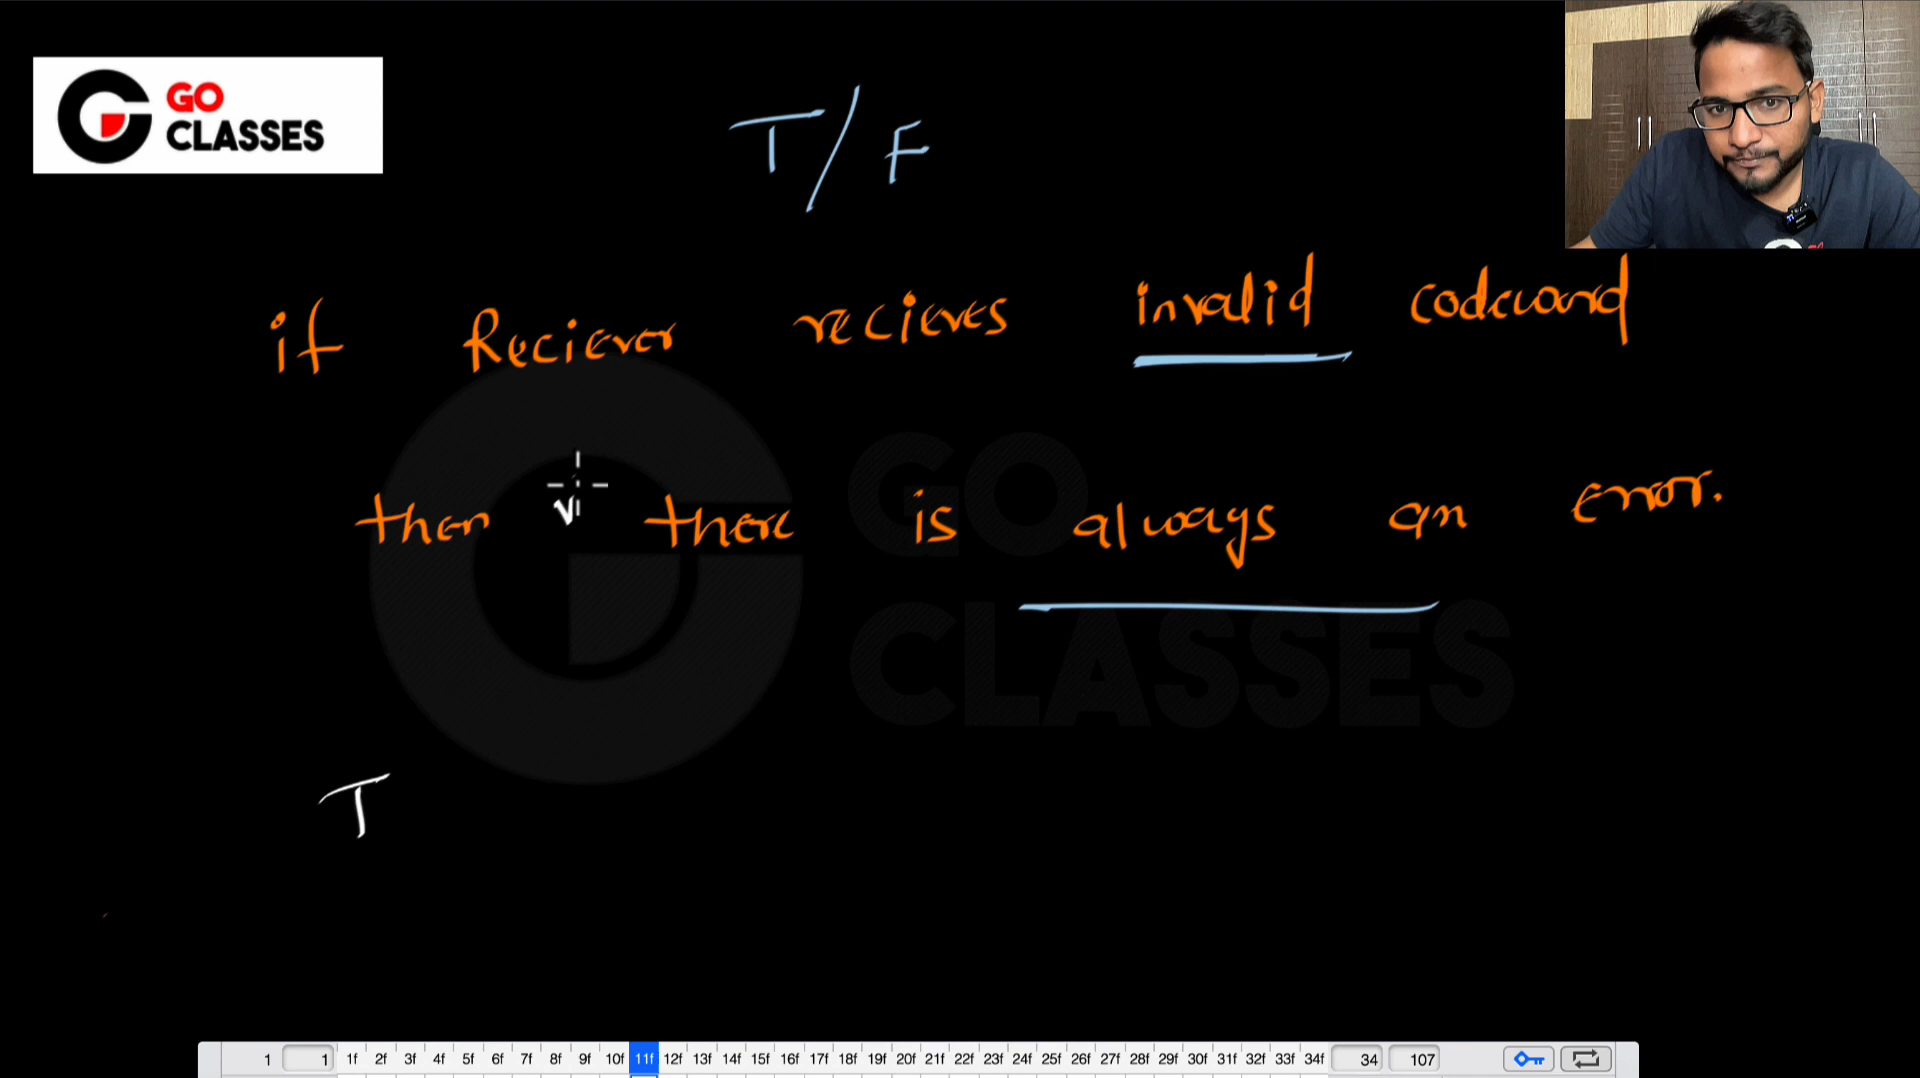 GO
CLASSES
T/F
if Reciever recieves invalid codeword
then there is always an error.
GO
CLASSES
T
1 1 1f 2f 3f 4f 5f 6f 7f 8f 9f 10f 11f 12f 13f 14f 15f 16f 17f 18f 19f 20f 21f 22f 23f 24f 25f 26f 27f 28f 29f 30f 31f 32f 33f 34f 34 107